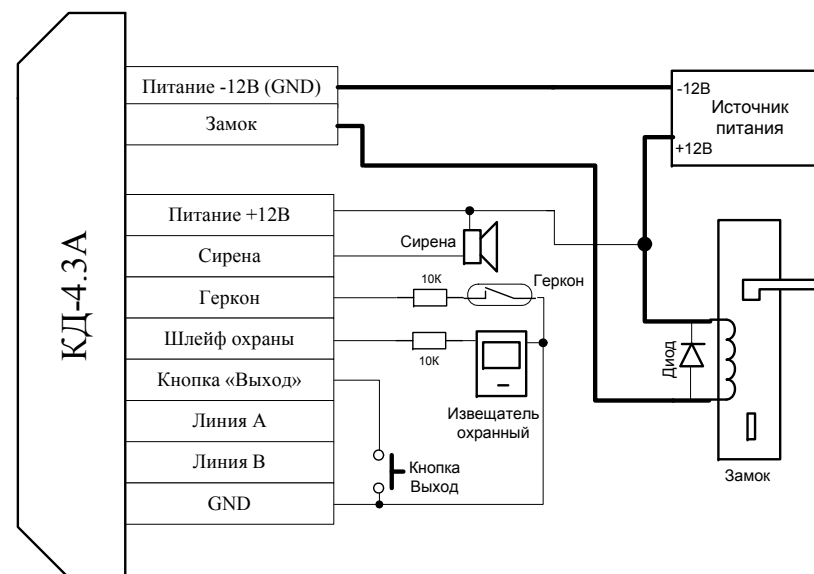 КД-4.3А
Питание -12В (GND)
Замок
Питание +12В
Сирена
Геркон
Шлейф охраны
Кнопка «Выход»
Линия А
Линия В
GND
Сирена
10К
Геркон
10К
Извещатель
охранный
Кнопка
Выход
-12В
Источник
питания
+12В
Диод
Замок